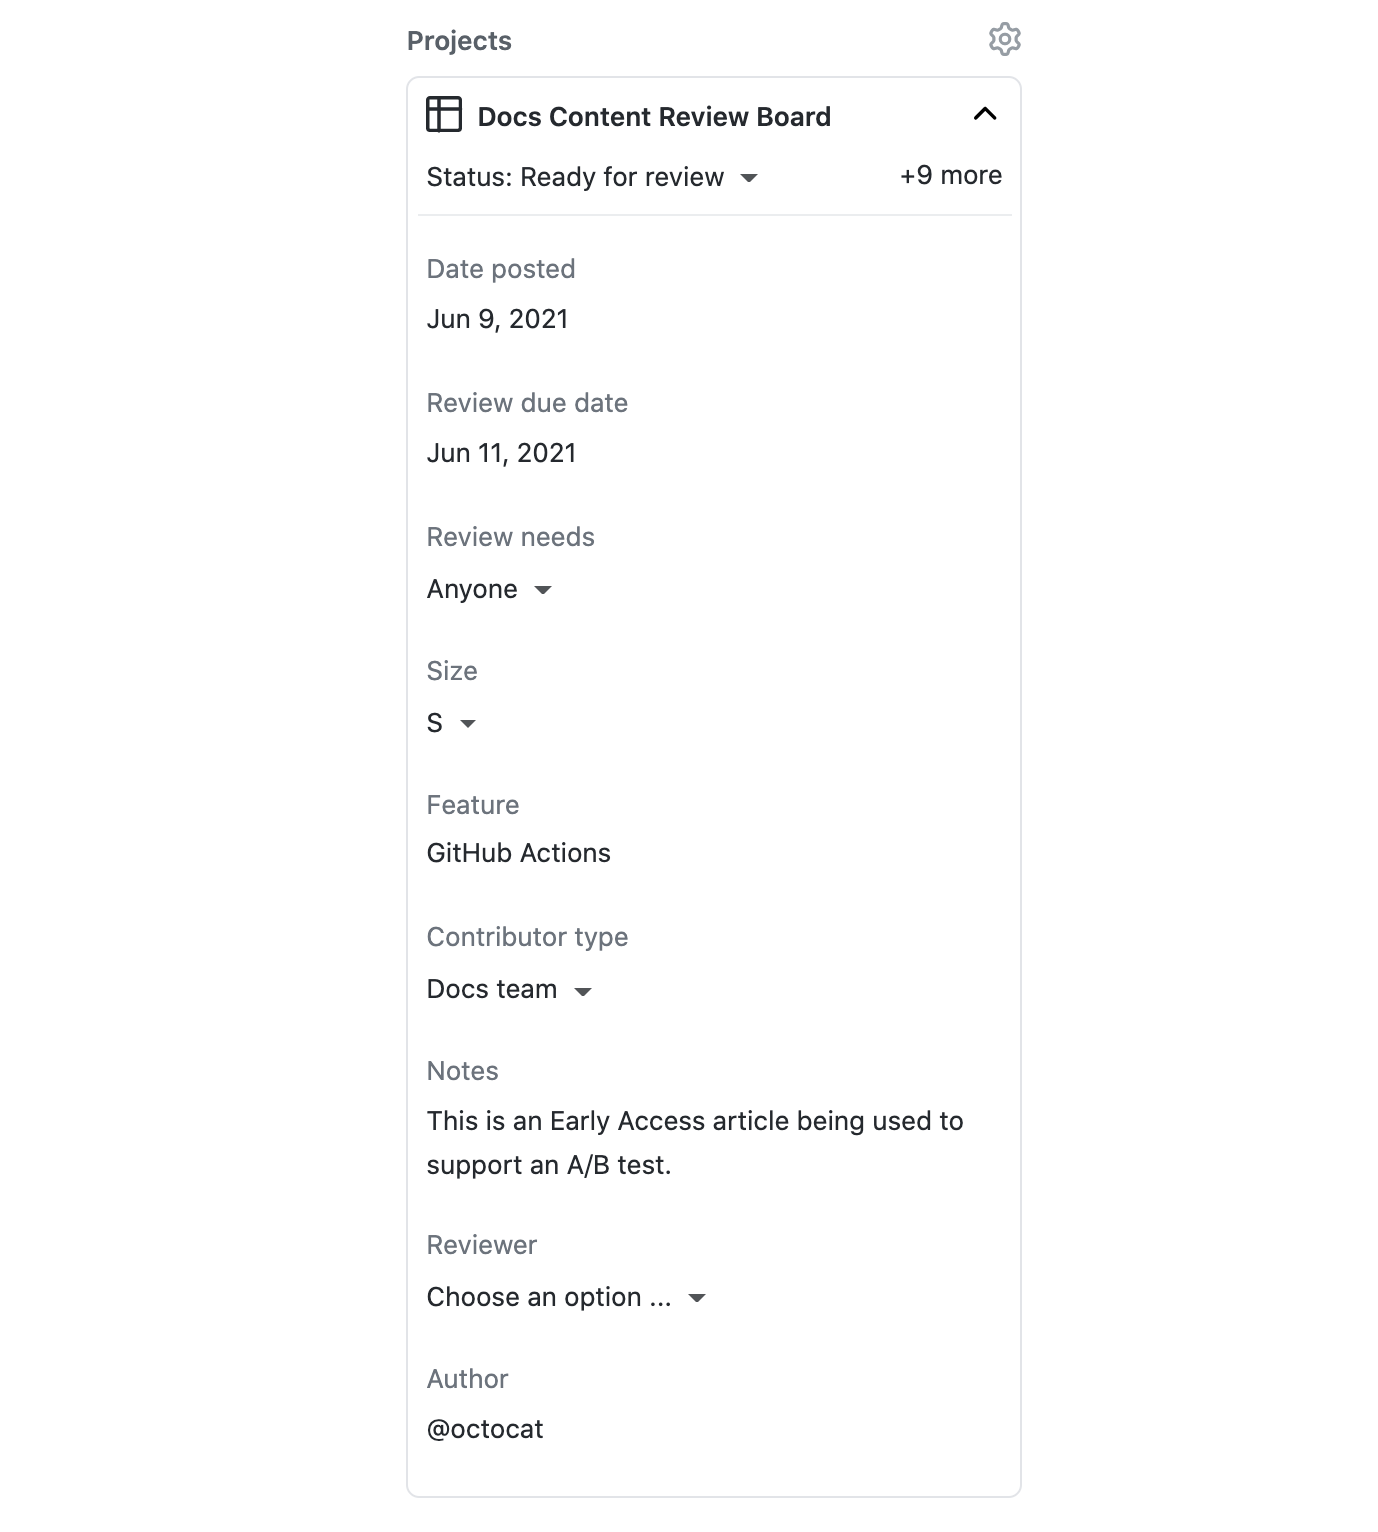 Projects
Docs Content Review Board
Status: Ready for review
+9 more
Date posted
Jun 9, 2021
Review due date
Jun 11, 2021
Review needs
Anyone
Size
S
Feature
GitHub Actions
Contributor type
Docs team
Notes
This is an Early Access article being used to
support an A/B test.
Reviewer
Choose an option ...
Author
@octocat